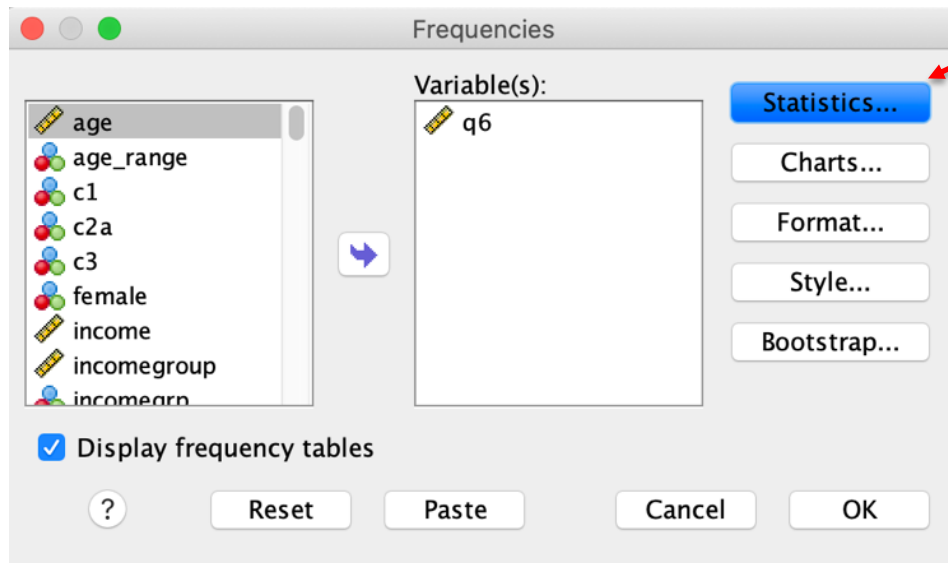 Frequencies
Variable(s):
age
age_range
c1
c2a
c3
female
income
incomegroup
incomegrp
q6
Statistics...
Charts...
Format...
Style...
Bootstrap...
Display frequency tables
?
Reset
Paste
Cancel
OK